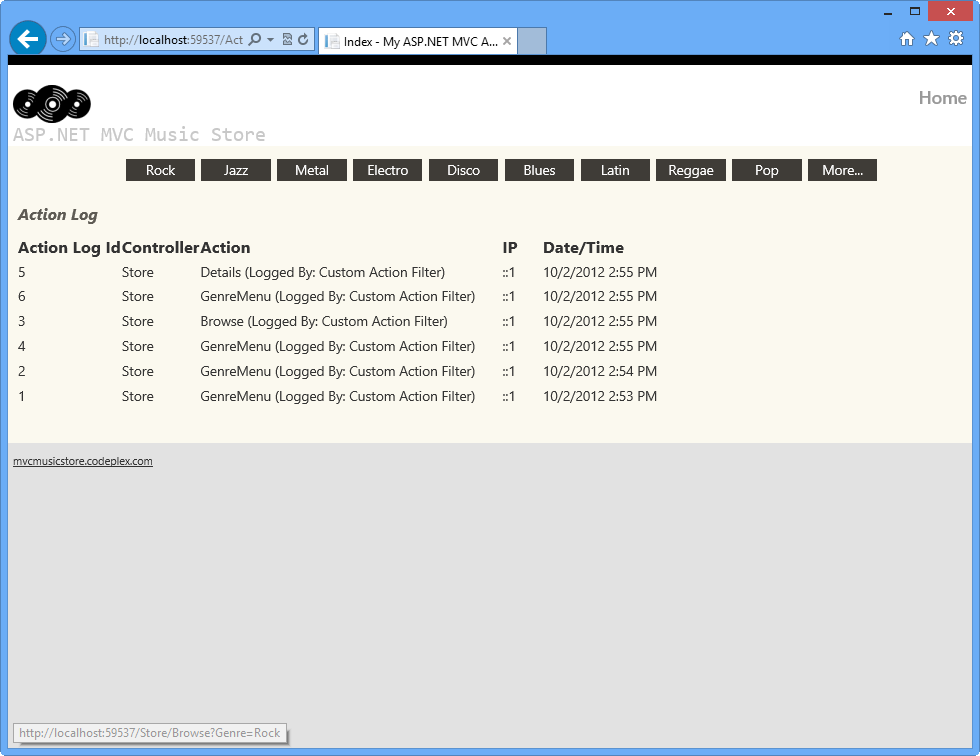 http://localhost:59537/Act
Index - My ASP.NET MVC A...
Home
ASP.NET MVC Music Store
Rock Jazz Metal Electro Disco Blues Latin Reggae Pop More...
Action Log
Action Log Id Controller Action IP Date/Time
5 Store Details (Logged By: Custom Action Filter) ::1 10/2/2012 2:55 PM
6 Store GenreMenu (Logged By: Custom Action Filter) ::1 10/2/2012 2:55 PM
3 Store Browse (Logged By: Custom Action Filter) ::1 10/2/2012 2:55 PM
4 Store GenreMenu (Logged By: Custom Action Filter) ::1 10/2/2012 2:55 PM
2 Store GenreMenu (Logged By: Custom Action Filter) ::1 10/2/2012 2:54 PM
1 Store GenreMenu (Logged By: Custom Action Filter) ::1 10/2/2012 2:53 PM
mvcmusicstore.codeplex.com
http://localhost:59537/Store/Browse?Genre=Rock